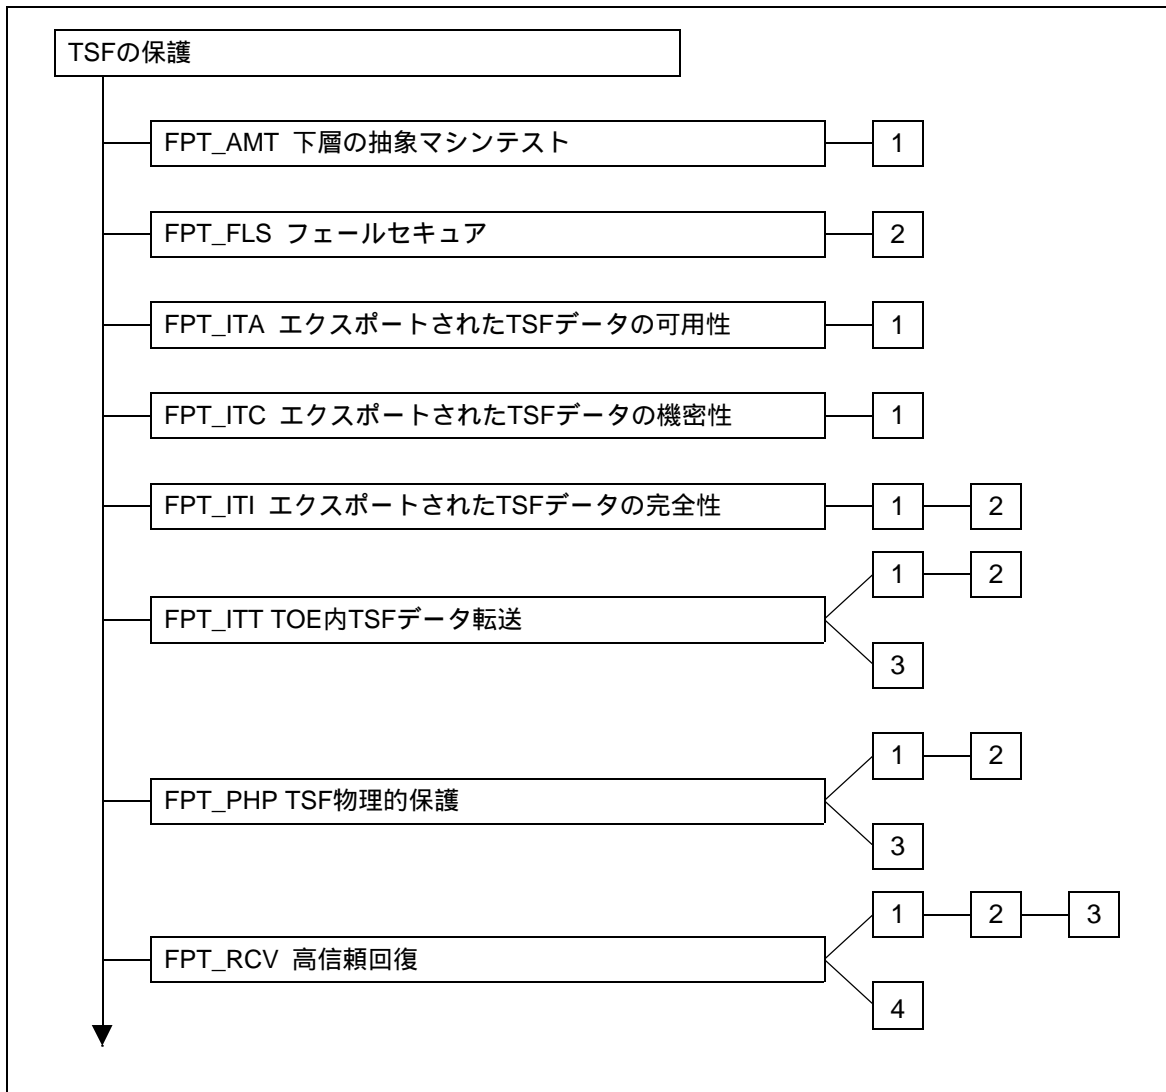 TSFの保護
FPT_AMT 下層の抽象マシンテスト 1
FPT_FLS フェールセキュア 2
FPT_ITA エクスポートされたTSFデータの可用性 1
FPT_ITC エクスポートされたTSFデータの機密性 1
FPT_ITI エクスポートされたTSFデータの完全性 1 2
1 2
FPT_ITT TOE内TSFデータ転送
3
1 2
FPT_PHP TSF物理的保護
3
1 2 3
FPT_RCV 高信頼回復
4